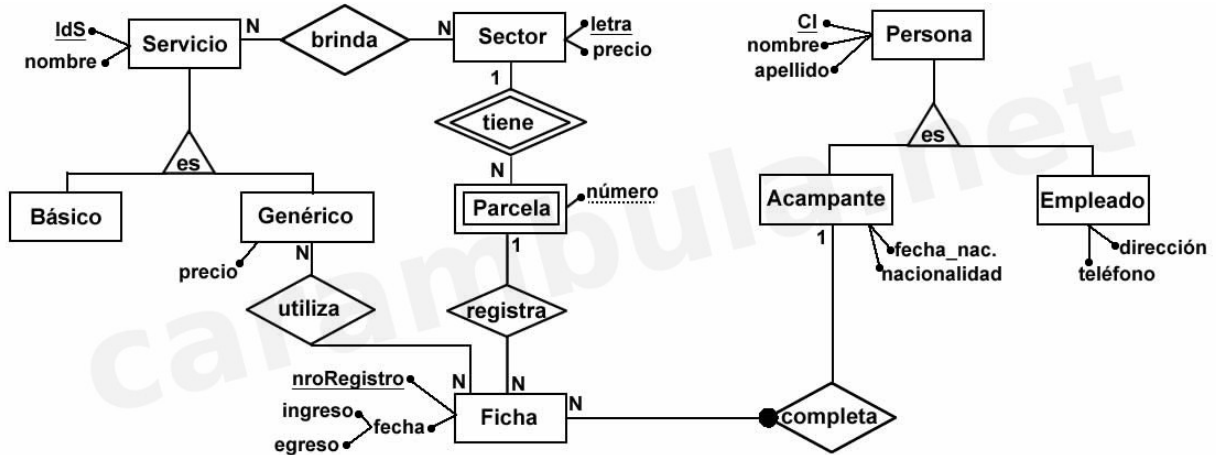 IdS
nombre
Servicio
N
brinda
N
Sector
letra
precio
CI
nombre
apellido
Persona
1
es
tiene
es
N
Básico
Genérico
Parcela
número
Acampante
Empleado
precio
N
1
1
fecha_nac.
nacionalidad
dirección
teléfono
utiliza
registra
nroRegistro
N
N
ingreso
egreso
fecha
Ficha
N
completa
carambula.net